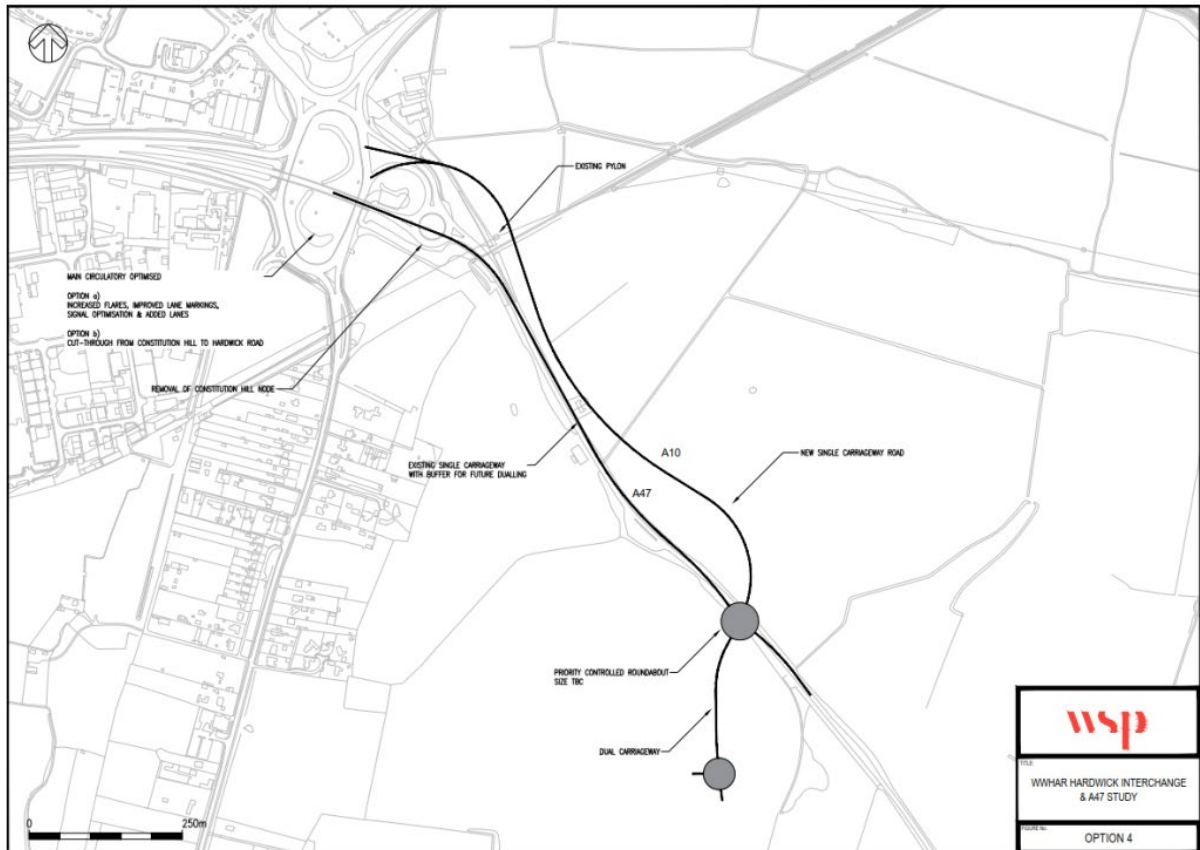 EXISTING PYLON
MAIN CIRCULATORY OPTIMISED
OPTION a)
INCREASED FLARES, IMPROVED LANE MARKINGS,
SIGNAL OPTIMISATION & ADDED LANES
OPTION b)
CUT-THROUGH FROM CONSTITUTION HILL TO HARDWICK ROAD
REMOVAL OF CONSTITUTION HILL NODE
EXISTING SINGLE CARRIAGEWAY
WITH BUFFER FOR FUTURE DUALLING
A10
NEW SINGLE CARRIAGEWAY ROAD
A47
PRIORITY CONTROLLED ROUNDABOUT
SIZE TBC
DUAL CARRIAGEWAY
0 250m
wsp
TITLE
WWHAR HARDWICK INTERCHANGE
& A47 STUDY
FIGURE No.
OPTION 4